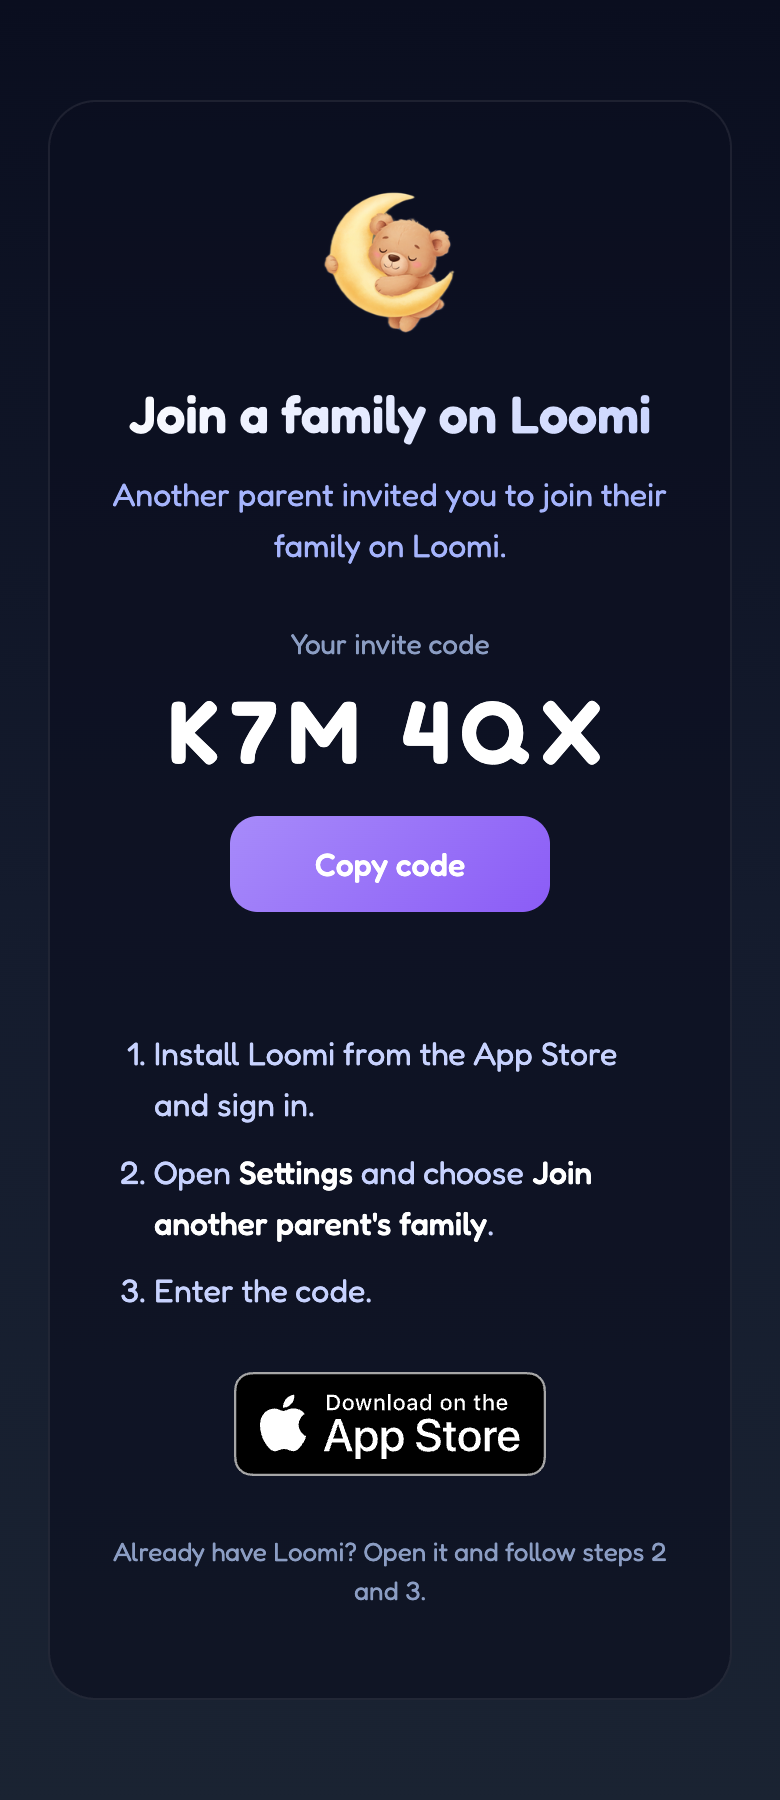 Join a family on Loomi
Another parent invited you to join their
family on Loomi.
Your invite code
K7M 4QX
Copy code
1. Install Loomi from the App Store
and sign in.
2. Open Settings and choose Join
another parent's family.
3. Enter the code.
Download on the
App Store
Already have Loomi? Open it and follow steps 2
and 3.